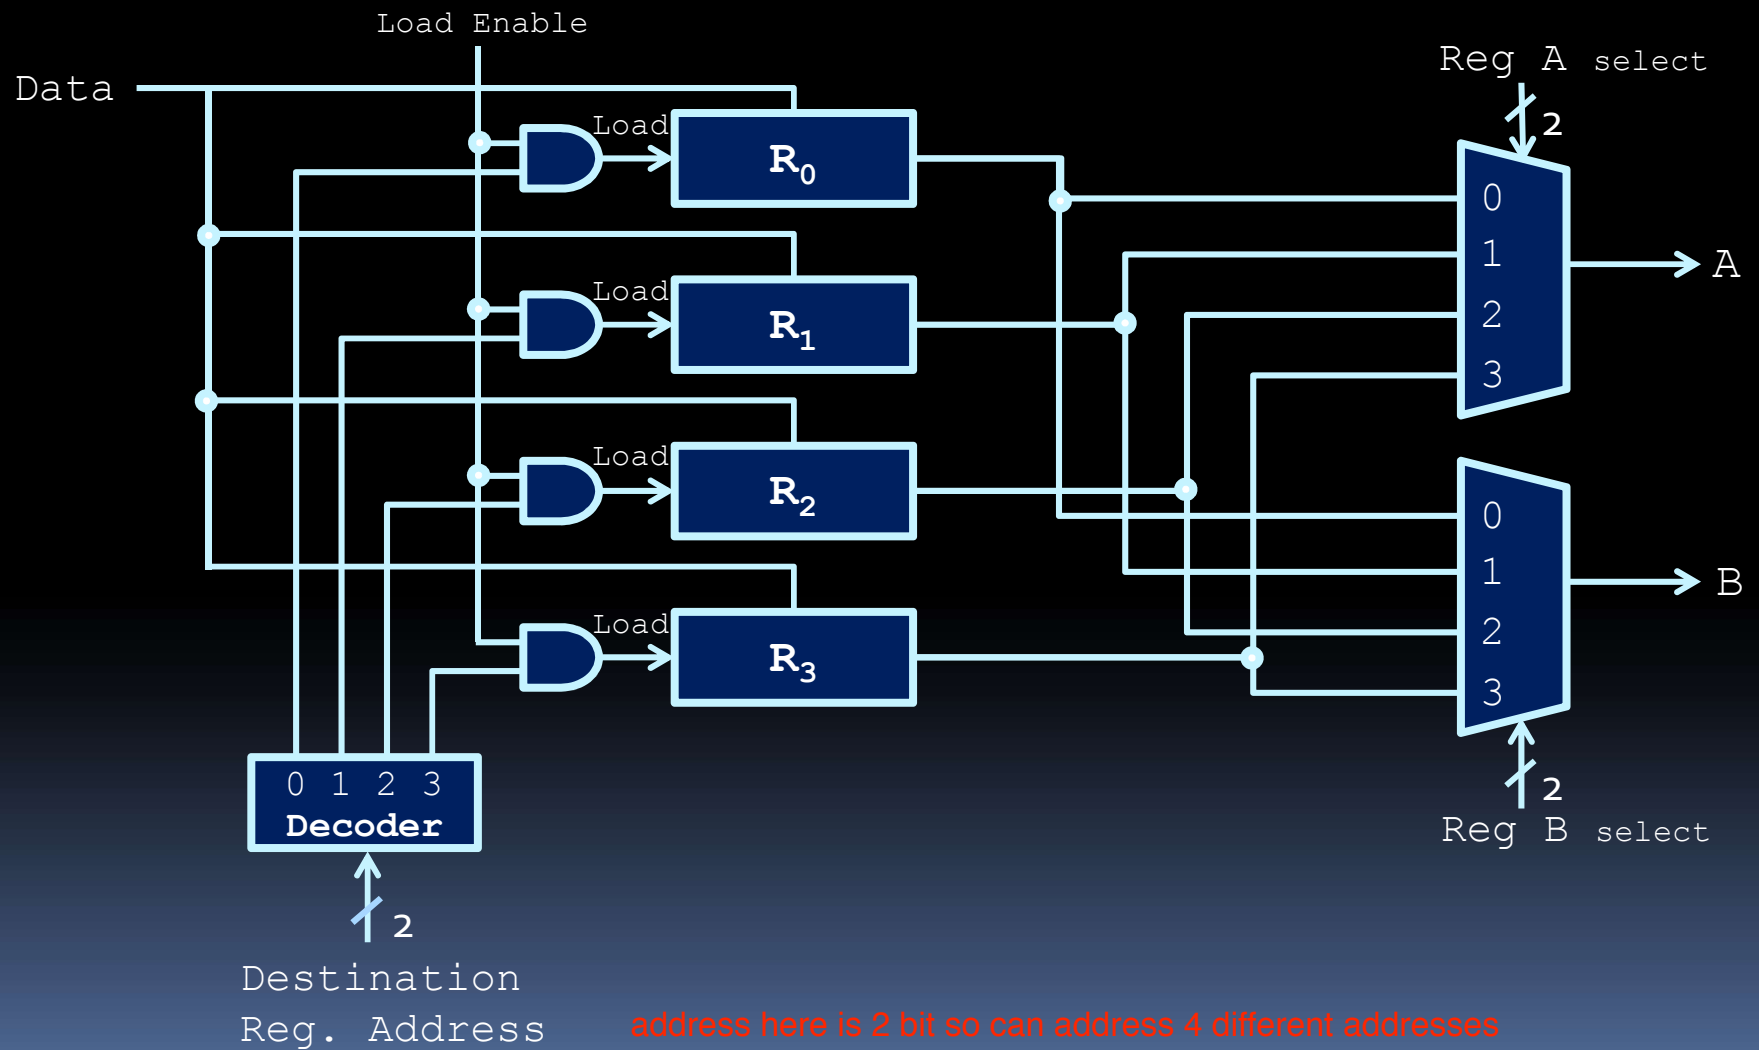 Load Enable
Data
Reg A select
2
Load
R0
0
1
2
3
A
Load
R1
Load
R2
0
1
2
3
B
Load
R3
2
Reg B select
0 1 2 3
Decoder
2
Destination
Reg. Address
address here is 2 bit so can address 4 different addresses